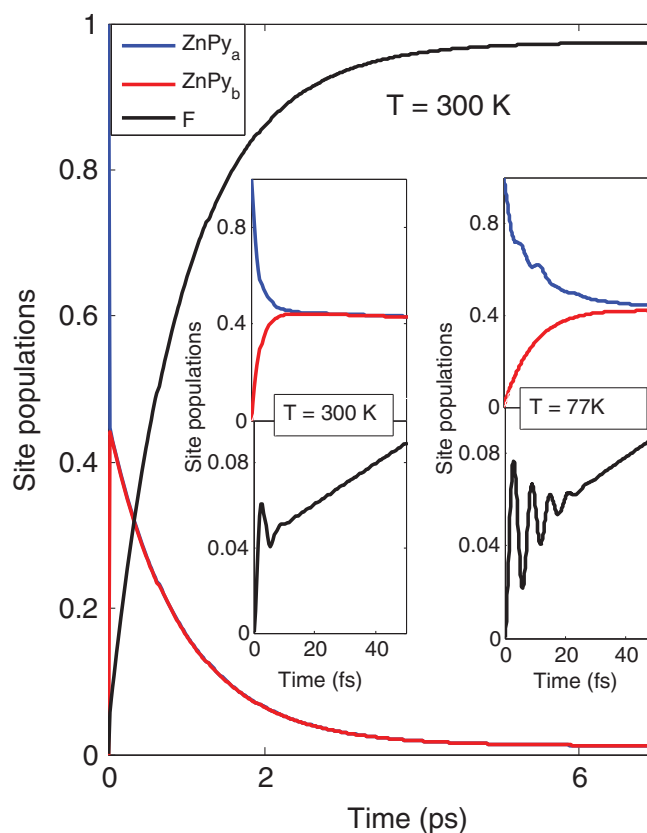 1
0.8
0.6
0.4
0.2
0
Site populations
ZnPy_a
ZnPy_b
F
T = 300 K
0.8
0.4
0
Site populations
T = 300 K
0.08
0.04
0
0 20 40
Time (fs)
0.8
0.4
0
Site populations
T = 77K
0.08
0.04
0
0 20 40
Time (fs)
0 2 6
Time (ps)